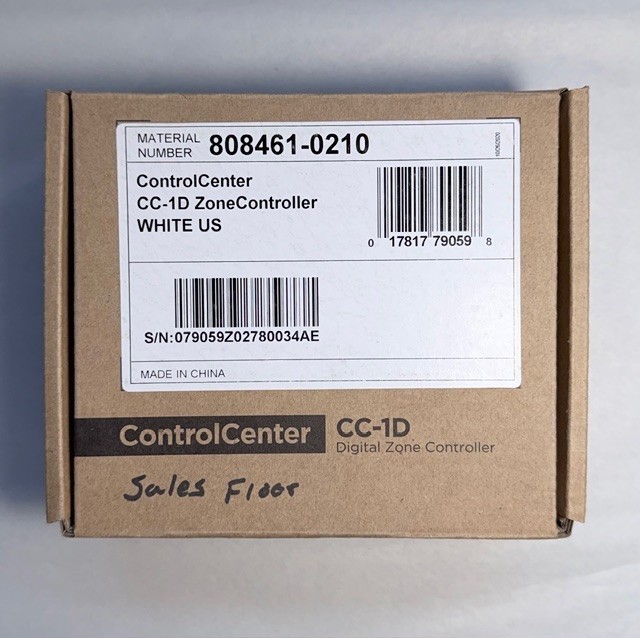 MATERIAL NUMBER 808461-0210
ControlCenter
CC-1D ZoneController
WHITE US
0 17817 79059 8
S/N:079059Z02780034AE
MADE IN CHINA
ControlCenter CC-1D
Digital Zone Controller
Sales Floor